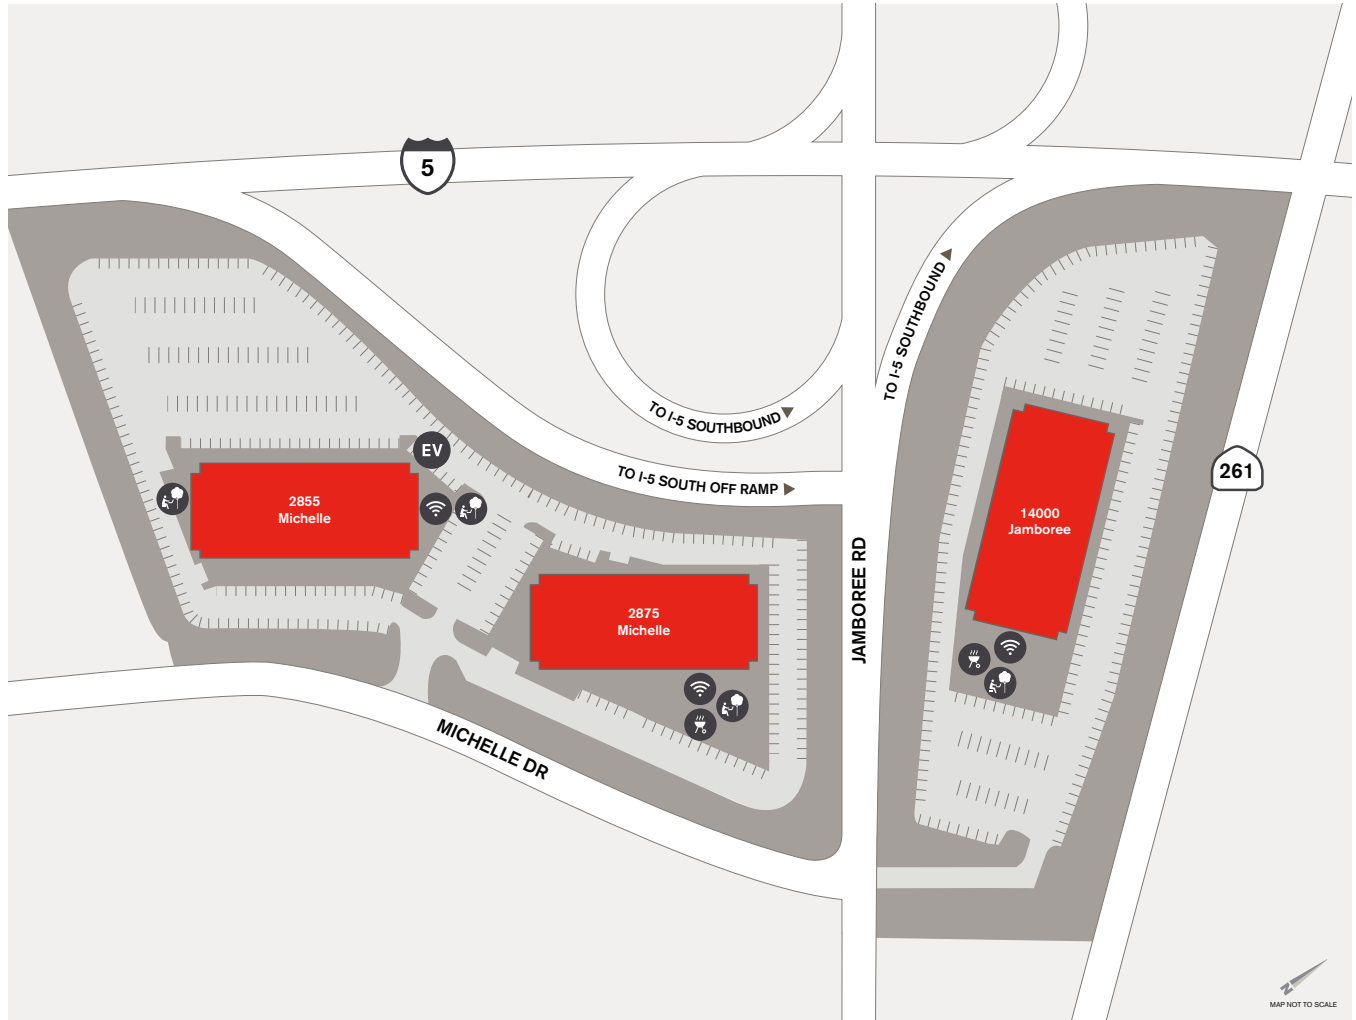 5
TO I-5 SOUTHBOUND
TO I-5 SOUTHBOUND
TO I-5 SOUTH OFF RAMP
EV
261
2855
Michelle
14000
Jamboree
2875
Michelle
JAMBOREE RD
MICHELLE DR
N
MAP NOT TO SCALE